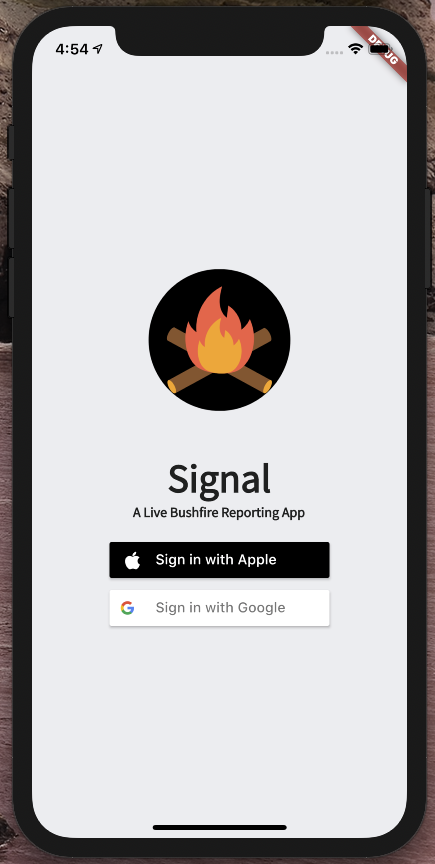 4:54
DEBUG
Signal
A Live Bushfire Reporting App
Sign in with Apple
Sign in with Google